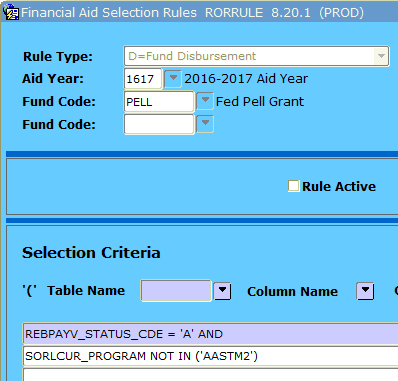 Financial Aid Selection Rules RORRULE 8.20.1 (PROD)
Rule Type: D=Fund Disbursement
Aid Year: 1617 2016-2017 Aid Year
Fund Code: PELL Fed Pell Grant
Fund Code:
Rule Active
Selection Criteria
'(' Table Name Column Name
REBPAYV_STATUS_CDE = 'A' AND
SORLCUR_PROGRAM NOT IN ('AASTM2')